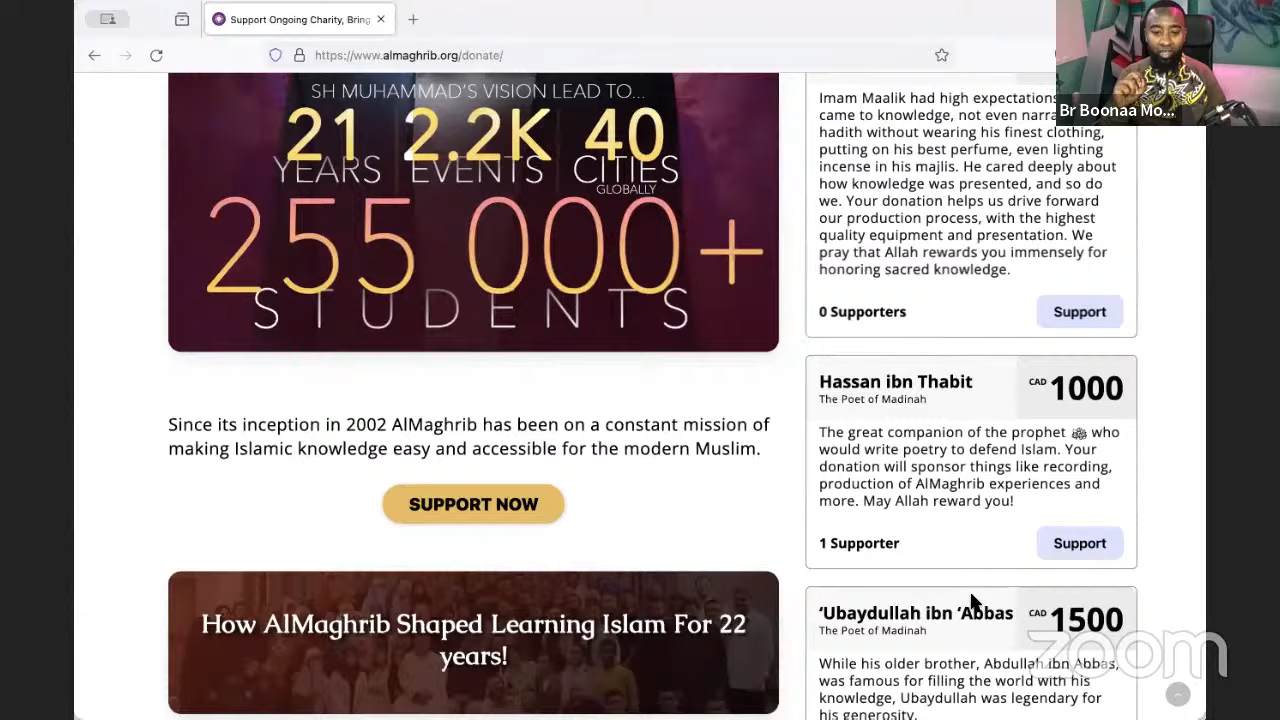 Support Ongoing Charity, Bring
https://www.almaghrib.org/donate/
Br Boonaa Mo...
SH MUHAMMAD'S VISION LEAD TO...
21 2.2K 40
YEARS EVENTS CITIES
GLOBALLY
255 000+
STUDENTS
Since its inception in 2002 AlMaghrib has been on a constant mission of
making Islamic knowledge easy and accessible for the modern Muslim.
SUPPORT NOW
How AlMaghrib Shaped Learning Islam For 22
years!
Imam Maalik had high expectations
came to knowledge, not even narra
hadith without wearing his finest clothing,
putting on his best perfume, even lighting
incense in his majlis. He cared deeply about
how knowledge was presented, and so do
we. Your donation helps us drive forward
our production process, with the highest
quality equipment and presentation. We
pray that Allah rewards you immensely for
honoring sacred knowledge.
0 Supporters
Support
Hassan ibn Thabit
CAD 1000
The Poet of Madinah
The great companion of the prophet ﷺ who
would write poetry to defend Islam. Your
donation will sponsor things like recording,
production of AlMaghrib experiences and
more. May Allah reward you!
1 Supporter
Support
‘Ubaydullah ibn ‘Abbas
CAD 1500
The Poet of Madinah
While his older brother, Abdullah ibn Abbas,
was famous for filling the world with his
knowledge, Ubaydullah was legendary for
his generosity.
zoom